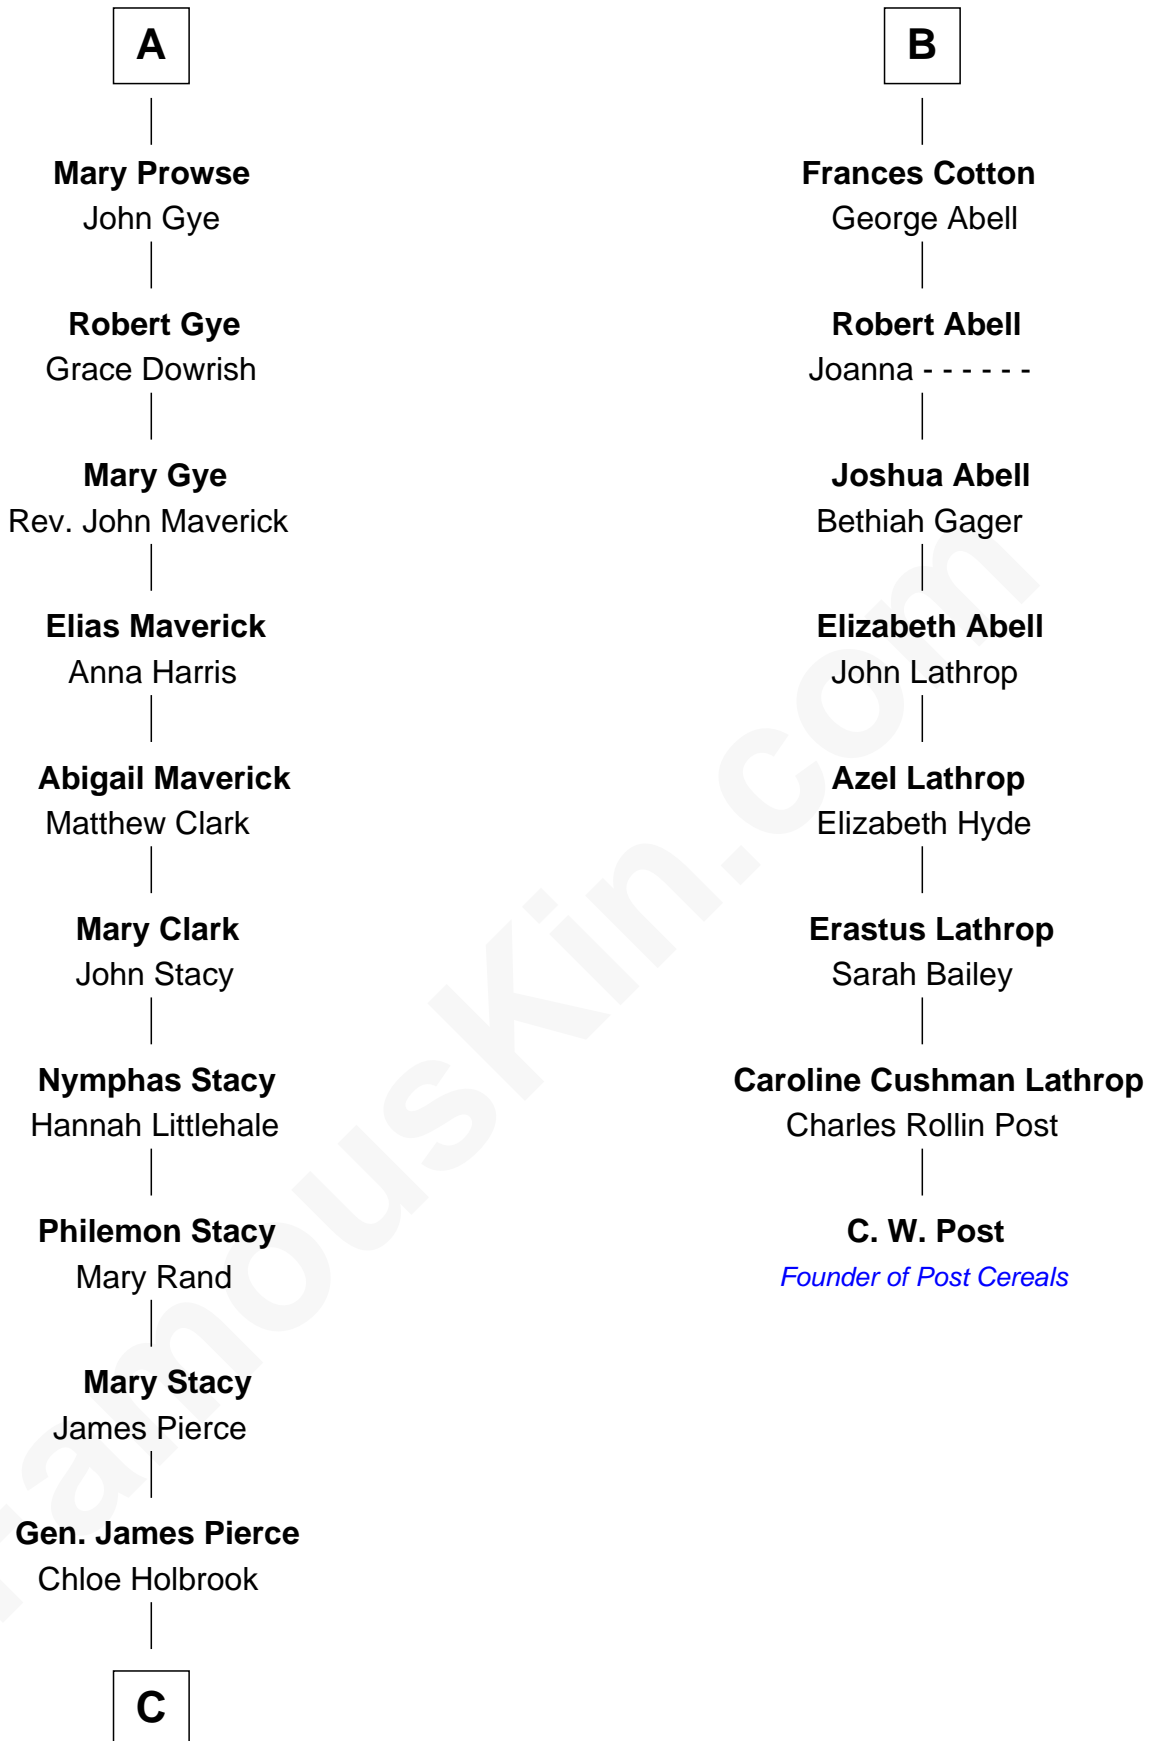 A
Mary Prowse
John Gye
Robert Gye
Grace Dowrish
Mary Gye
Rev. John Maverick
Elias Maverick
Anna Harris
Abigail Maverick
Matthew Clark
Mary Clark
John Stacy
Nymphas Stacy
Hannah Littlehale
Philemon Stacy
Mary Rand
Mary Stacy
James Pierce
Gen. James Pierce
Chloe Holbrook
C
B
Frances Cotton
George Abell
Robert Abell
Joanna - - - - - -
Joshua Abell
Bethiah Gager
Elizabeth Abell
John Lathrop
Azel Lathrop
Elizabeth Hyde
Erastus Lathrop
Sarah Bailey
Caroline Cushman Lathrop
Charles Rollin Post
C. W. Post
Founder of Post Cereals
FamousKin.com